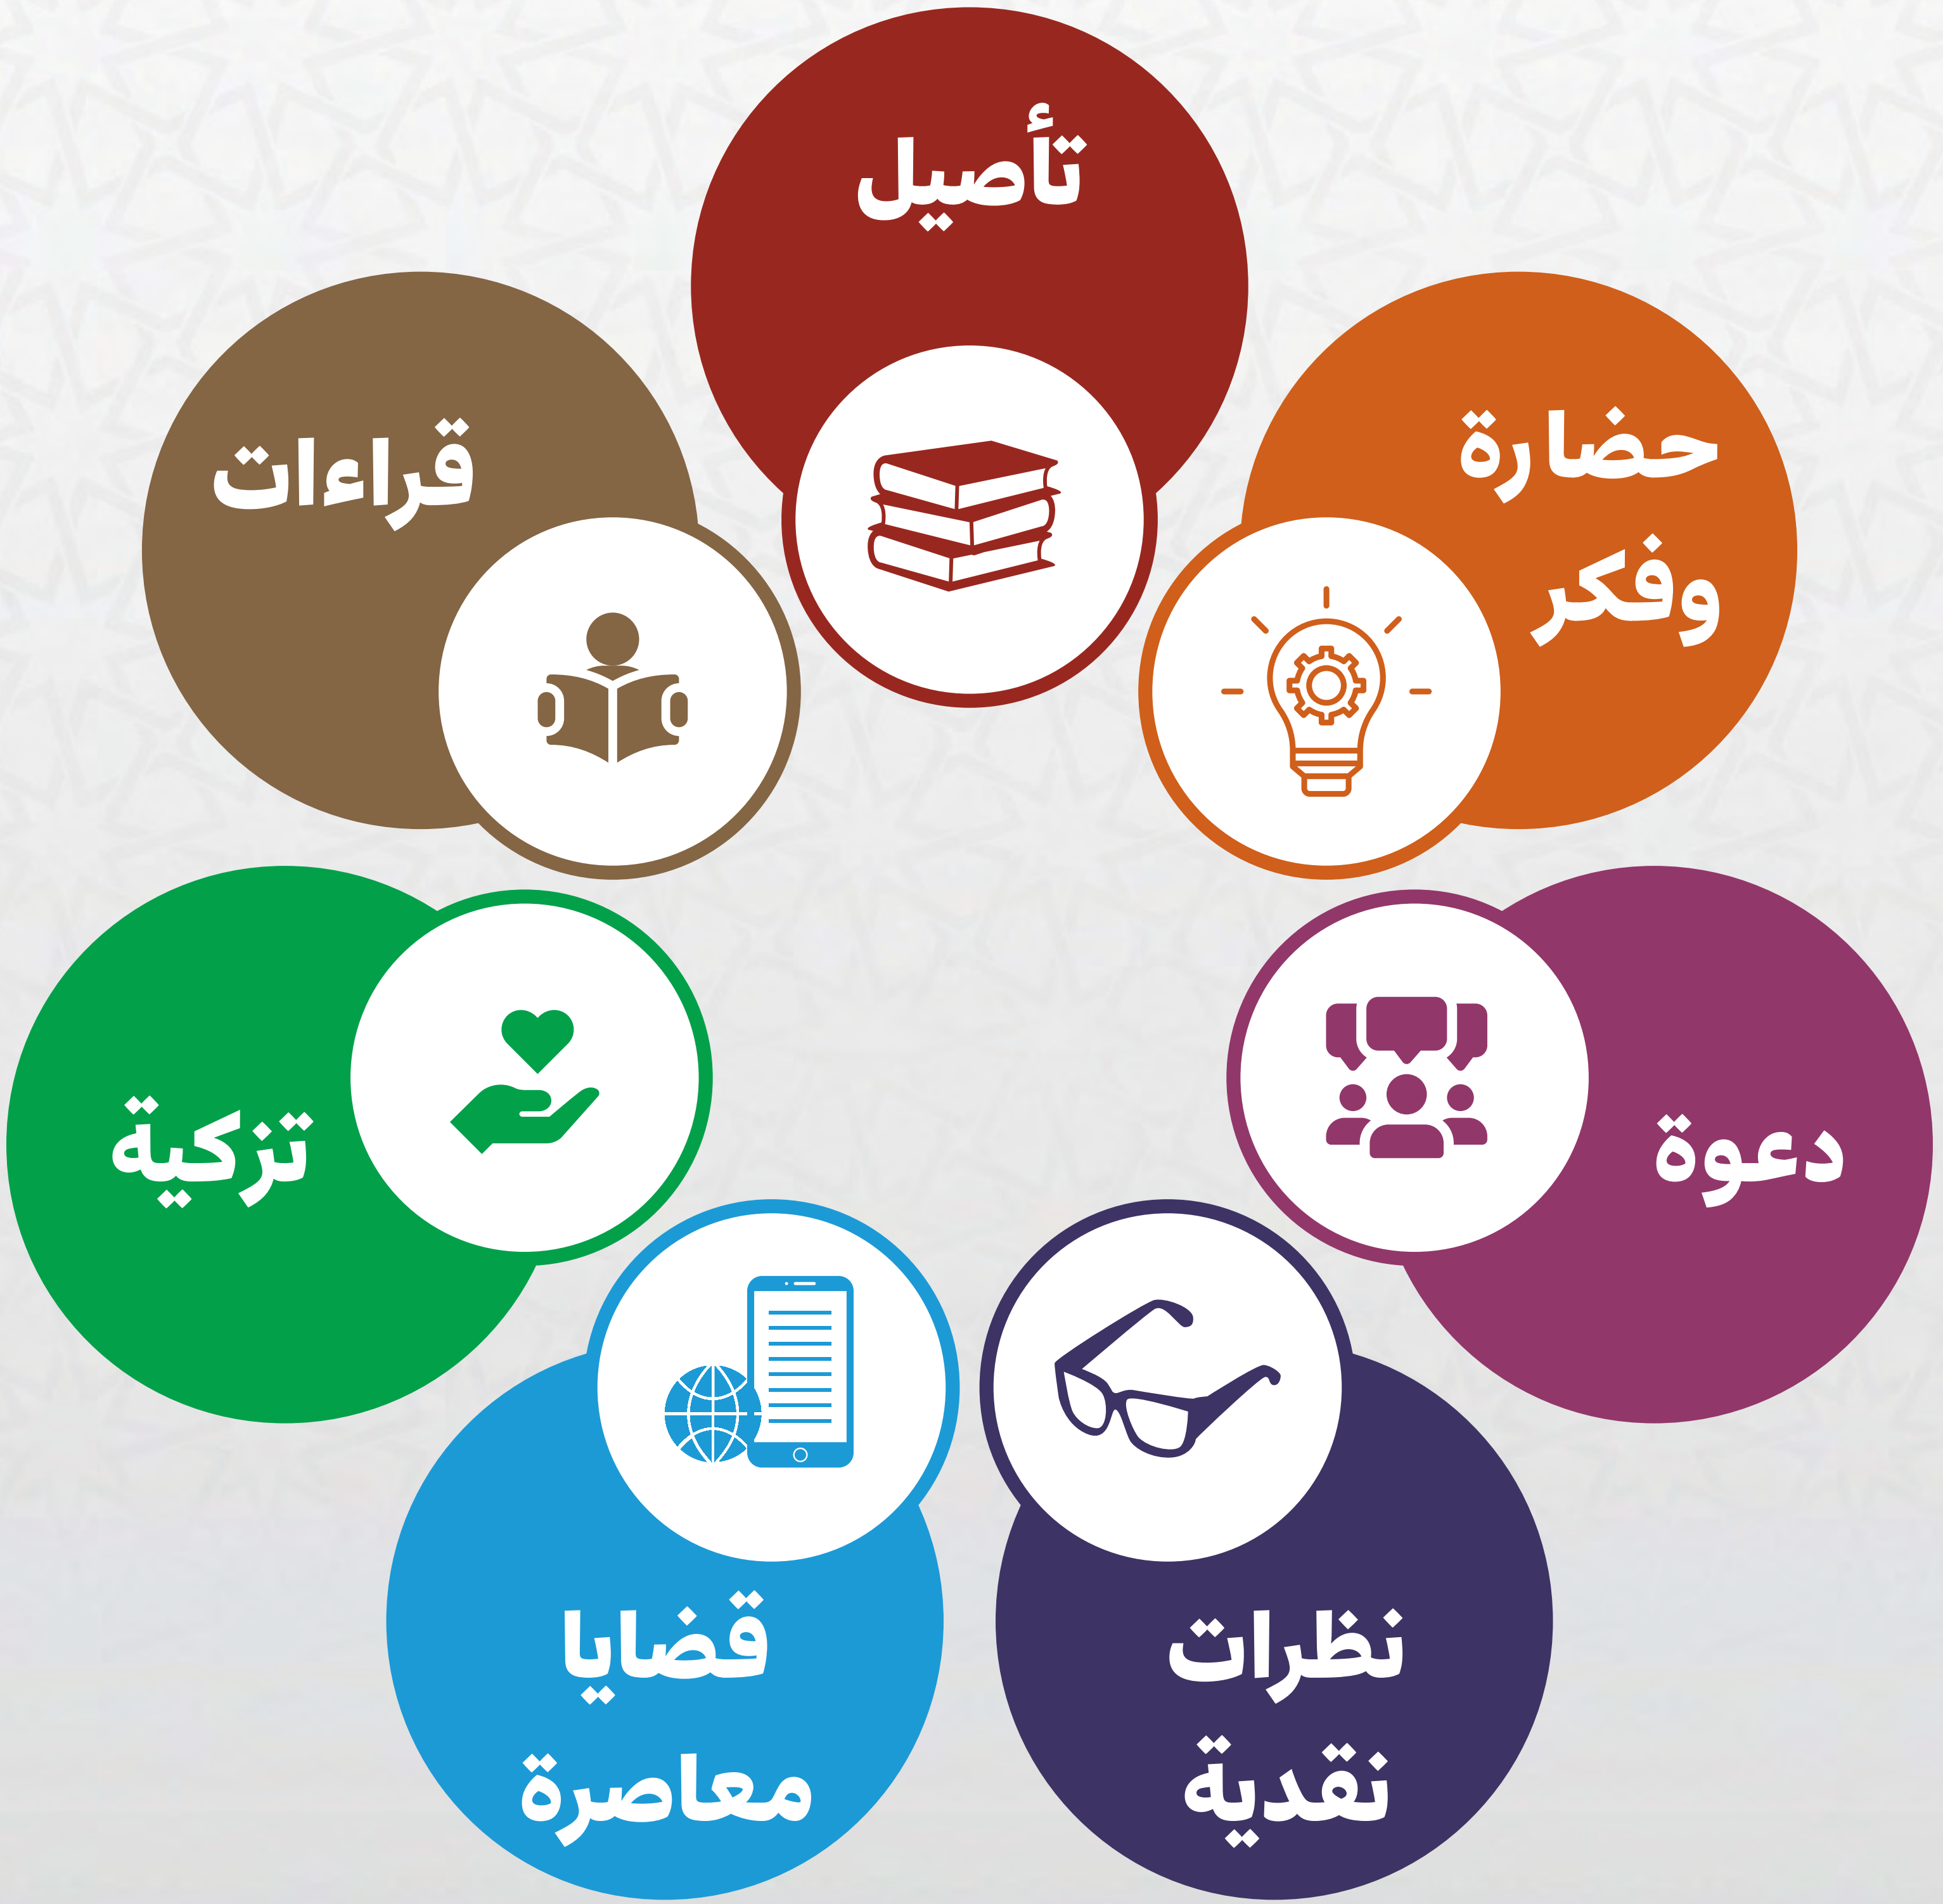 تأصيل
حضارة
وفكر
دعوة
نظرات
نقدية
قضايا
معاصرة
تزكية
قراءات